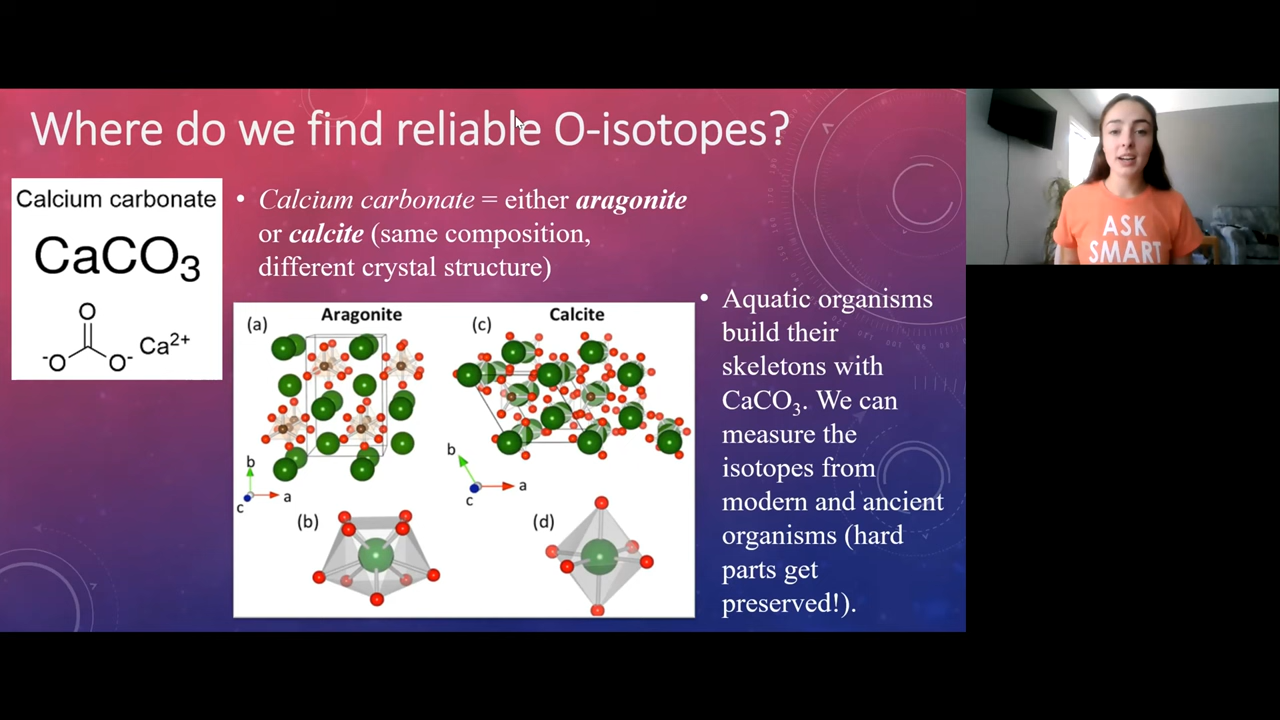 Where do we find reliable O-isotopes?
Calcium carbonate
CaCO₃
O
⁻O O⁻ Ca²⁺
• Calcium carbonate = either aragonite
or calcite (same composition,
different crystal structure)
(a) Aragonite
b
a
c
(b)
(c) Calcite
b
a
c
(d)
• Aquatic organisms
build their
skeletons with
CaCO₃. We can
measure the
isotopes from
modern and ancient
organisms (hard
parts get
preserved!).
ASK
SMART